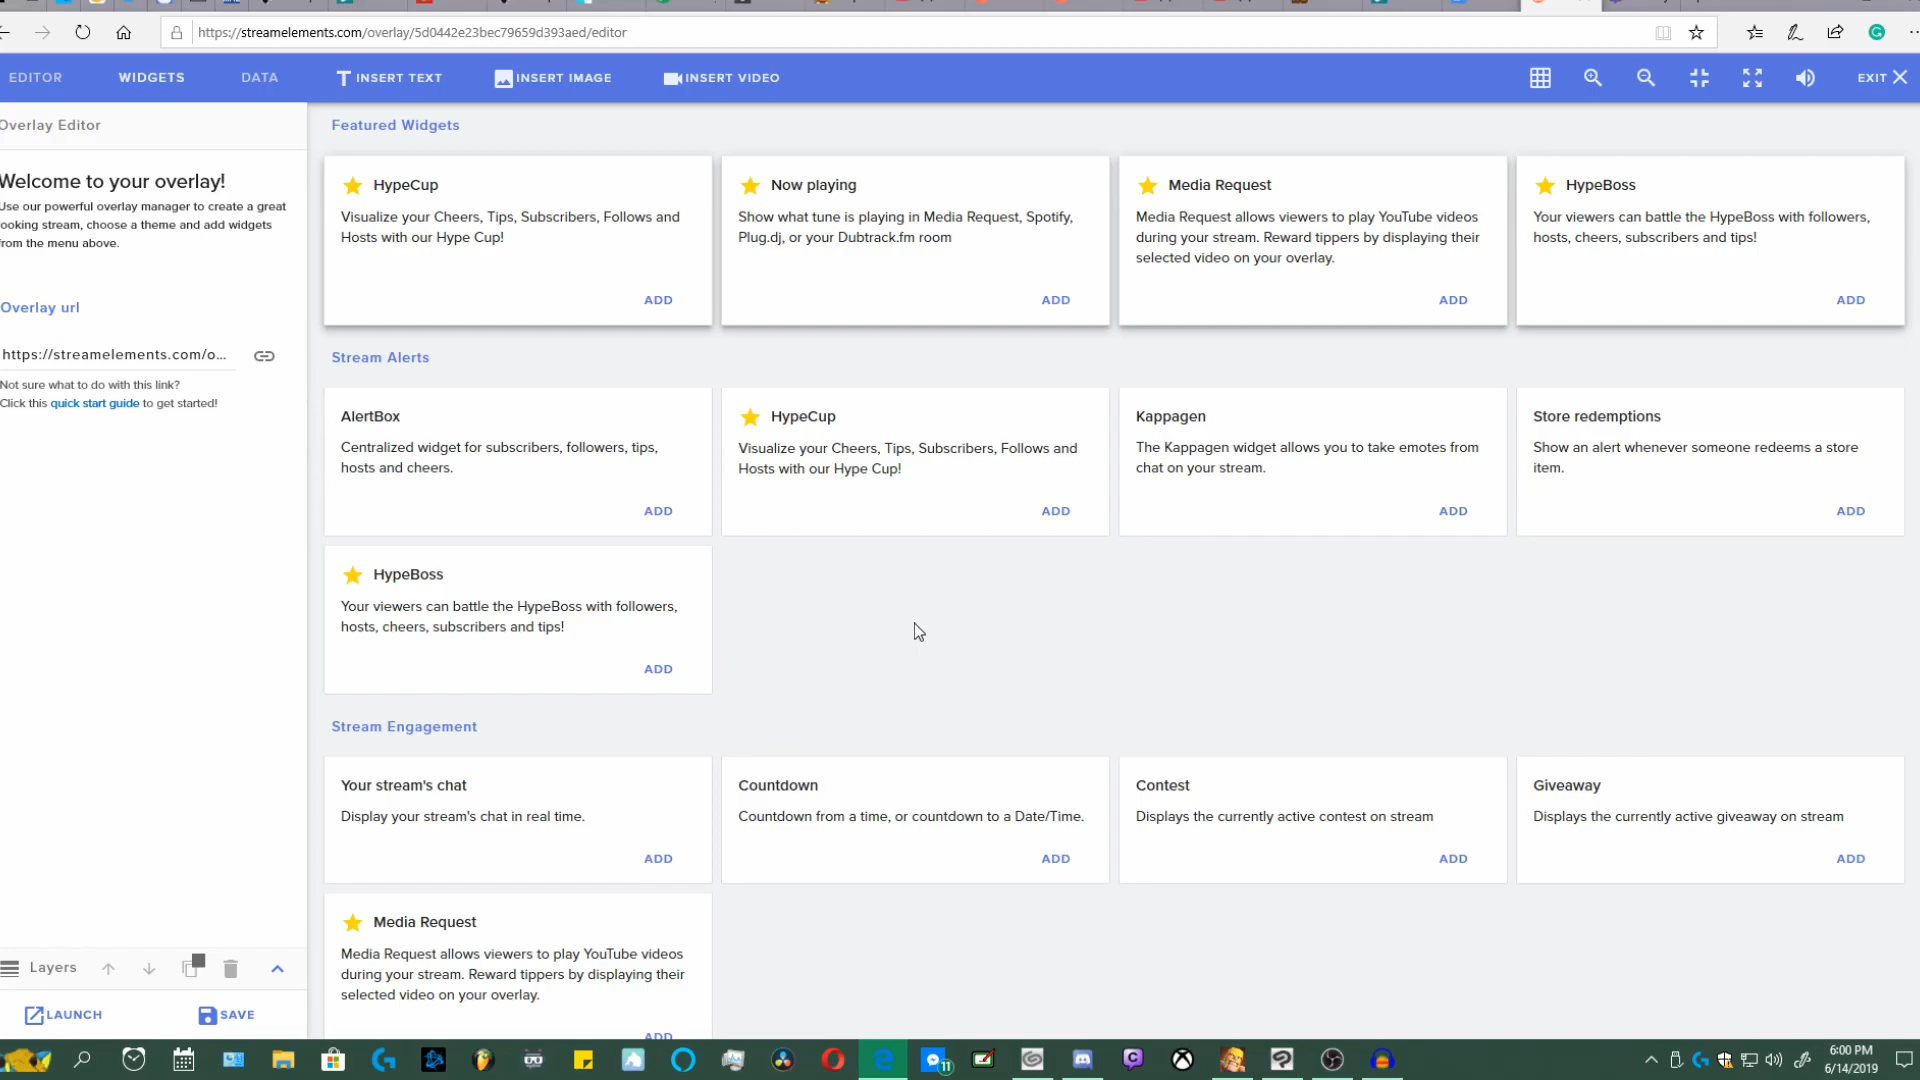 https://streamelements.com/overlay/5d0442e23bec79659d393aed/editor
EDITOR
WIDGETS
DATA
INSERT TEXT
INSERT IMAGE
INSERT VIDEO
EXIT
Overlay Editor
Welcome to your overlay!
Use our powerful overlay manager to create a great
looking stream, choose a theme and add widgets
from the menu above.
Overlay url
https://streamelements.com/o...
Not sure what to do with this link?
Click this quick start guide to get started!
Layers
LAUNCH
SAVE
Featured Widgets
HypeCup
Visualize your Cheers, Tips, Subscribers, Follows and
Hosts with our Hype Cup!
ADD
Now playing
Show what tune is playing in Media Request, Spotify,
Plug.dj, or your Dubtrack.fm room
ADD
Media Request
Media Request allows viewers to play YouTube videos
during your stream. Reward tippers by displaying their
selected video on your overlay.
ADD
HypeBoss
Your viewers can battle the HypeBoss with followers,
hosts, cheers, subscribers and tips!
ADD
Stream Alerts
AlertBox
Centralized widget for subscribers, followers, tips,
hosts and cheers.
ADD
HypeCup
Visualize your Cheers, Tips, Subscribers, Follows and
Hosts with our Hype Cup!
ADD
Kappagen
The Kappagen widget allows you to take emotes from
chat on your stream.
ADD
Store redemptions
Show an alert whenever someone redeems a store
item.
ADD
HypeBoss
Your viewers can battle the HypeBoss with followers,
hosts, cheers, subscribers and tips!
ADD
Stream Engagement
Your stream's chat
Display your stream's chat in real time.
ADD
Countdown
Countdown from a time, or countdown to a Date/Time.
ADD
Contest
Displays the currently active contest on stream
ADD
Giveaway
Displays the currently active giveaway on stream
ADD
Media Request
Media Request allows viewers to play YouTube videos
during your stream. Reward tippers by displaying their
selected video on your overlay.
ADD
11
6:00 PM
6/14/2019